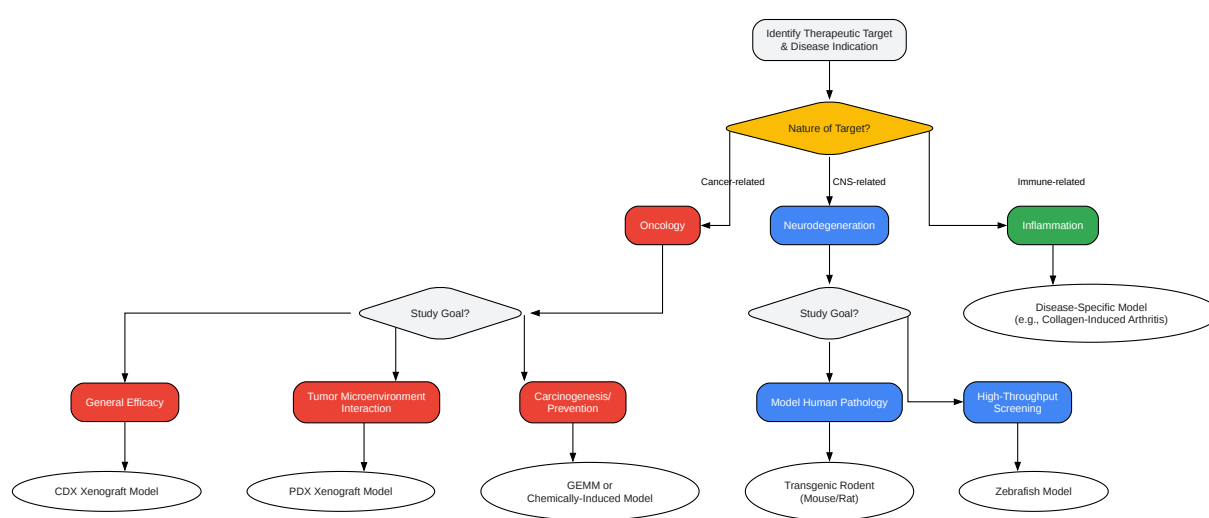 Identify Therapeutic Target
& Disease Indication
Nature of Target?
Cancer-related
CNS-related
Immune-related
Oncology
Neurodegeneration
Inflammation
Study Goal?
Study Goal?
Disease-Specific Model
(e.g., Collagen-Induced Arthritis)
General Efficacy
Tumor Microenvironment
Interaction
Carcinogenesis/
Prevention
Model Human Pathology
High-Throughput
Screening
CDX Xenograft Model
PDX Xenograft Model
GEMM or
Chemically-Induced Model
Transgenic Rodent
(Mouse/Rat)
Zebrafish Model